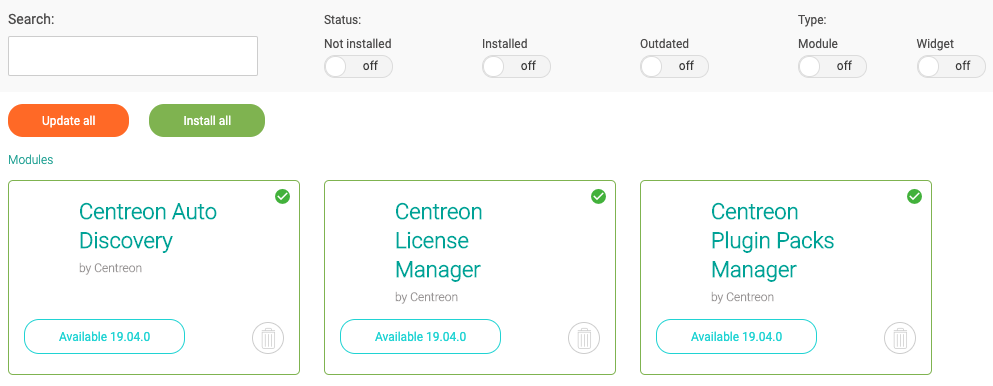 Search:
Status:
Type:
Not installed
Installed
Outdated
Module
Widget
off
off
off
off
off
Update all
Install all
Modules
Centreon Auto
Discovery
by Centreon
Available 19.04.0
Centreon
License
Manager
by Centreon
Available 19.04.0
Centreon
Plugin Packs
Manager
by Centreon
Available 19.04.0